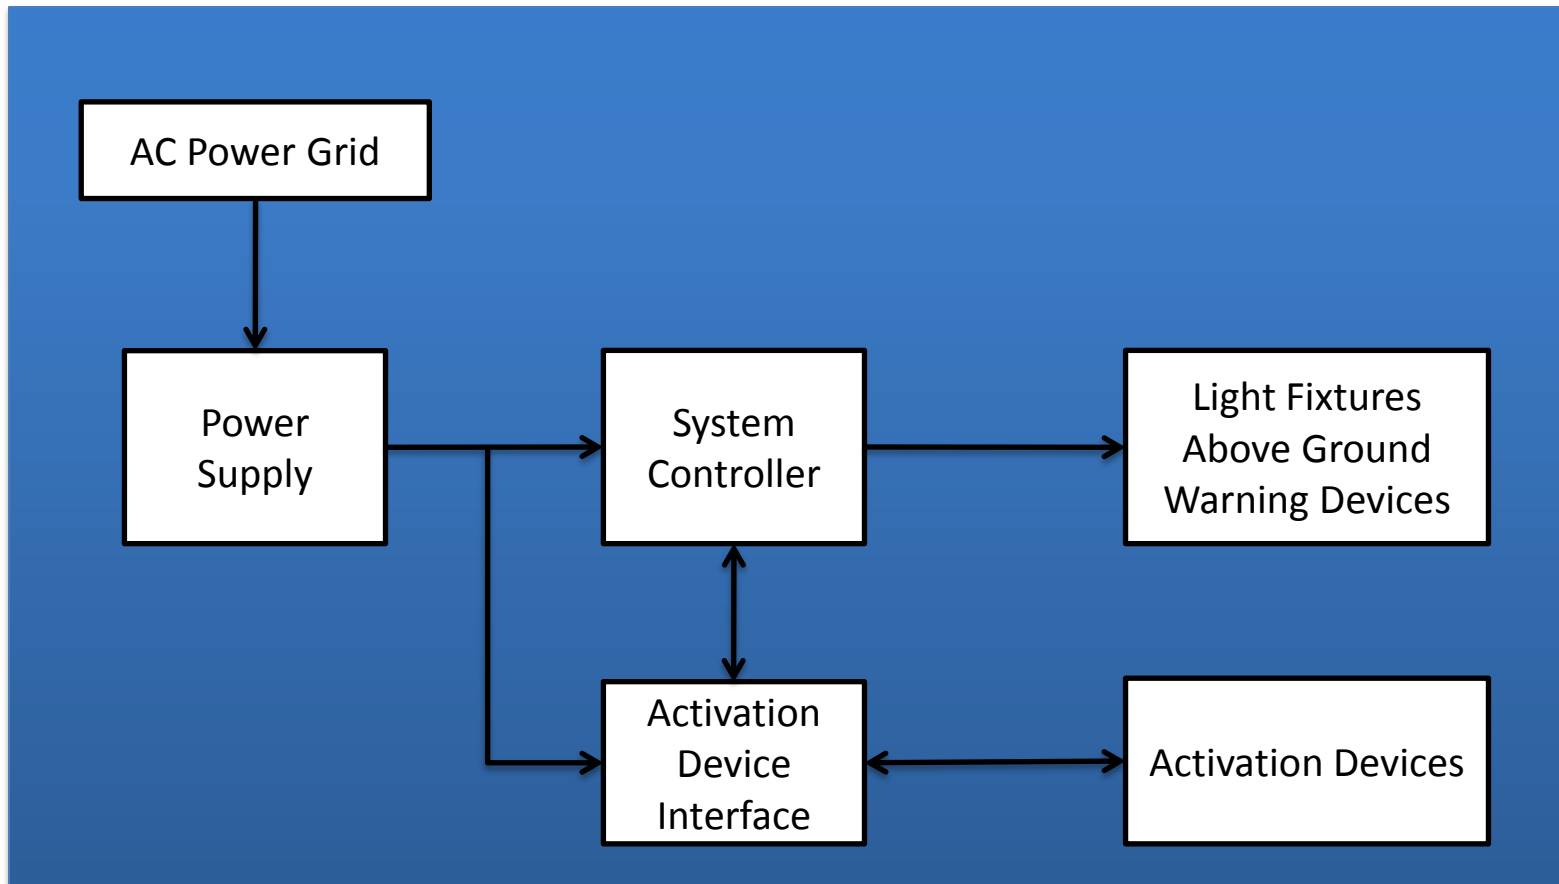 AC Power Grid
Power
Supply
System
Controller
Light Fixtures
Above Ground
Warning Devices
Activation
Device
Interface
Activation Devices